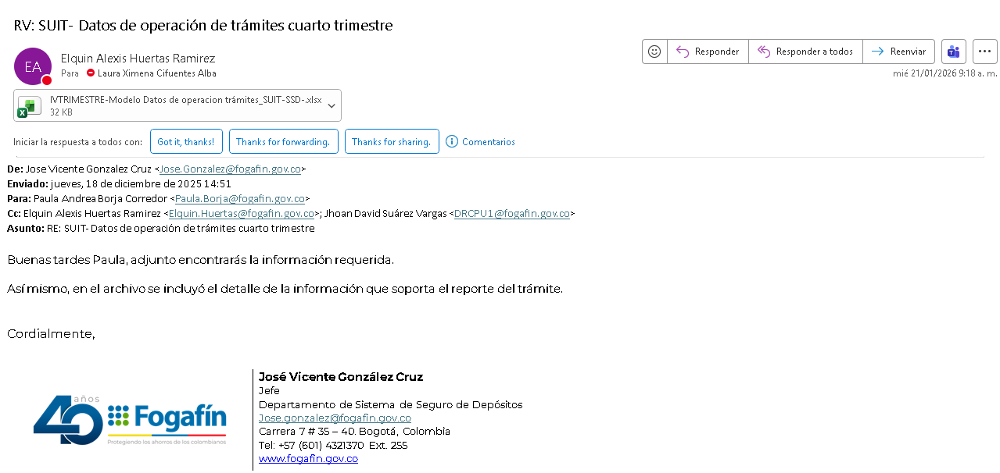 RV: SUIT- Datos de operación de trámites cuarto trimestre
EA
Elquin Alexis Huertas Ramirez
Para Laura Ximena Cifuentes Alba
Responder
Responder a todos
Reenviar
mié 21/01/2026 9:18 a. m.
IVTRIMESTRE-Modelo Datos de operacion trámites_SUIT-SSD-.xlsx
32 KB
Iniciar la respuesta a todos con: Got it, thanks! Thanks for forwarding. Thanks for sharing. Comentarios
De: Jose Vicente Gonzalez Cruz <Jose.Gonzalez@fogafin.gov.co>
Enviado: jueves, 18 de diciembre de 2025 14:51
Para: Paula Andrea Borja Corredor <Paula.Borja@fogafin.gov.co>
Cc: Elquin Alexis Huertas Ramirez <Elquin.Huertas@fogafin.gov.co>; Jhoan David Suárez Vargas <DRCPU1@fogafin.gov.co>
Asunto: RE: SUIT- Datos de operación de trámites cuarto trimestre
Buenas tardes Paula, adjunto encontrarás la información requerida.
Así mismo, en el archivo se incluyó el detalle de la información que soporta el reporte del trámite.
Cordialmente,
40 años
Fogafín
Protegiendo los ahorros de los colombianos
José Vicente González Cruz
Jefe
Departamento de Sistema de Seguro de Depósitos
Jose.gonzalez@fogafin.gov.co
Carrera 7 # 35 – 40. Bogotá, Colombia
Tel: +57 (601) 4321370 Ext. 255
www.fogafin.gov.co